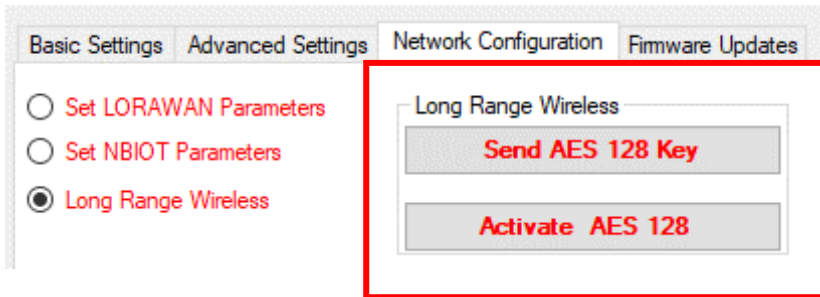 Basic Settings Advanced Settings Network Configuration Firmware Updates
Set LORAWAN Parameters
Set NBIOT Parameters
Long Range Wireless
Long Range Wireless
Send AES 128 Key
Activate AES 128